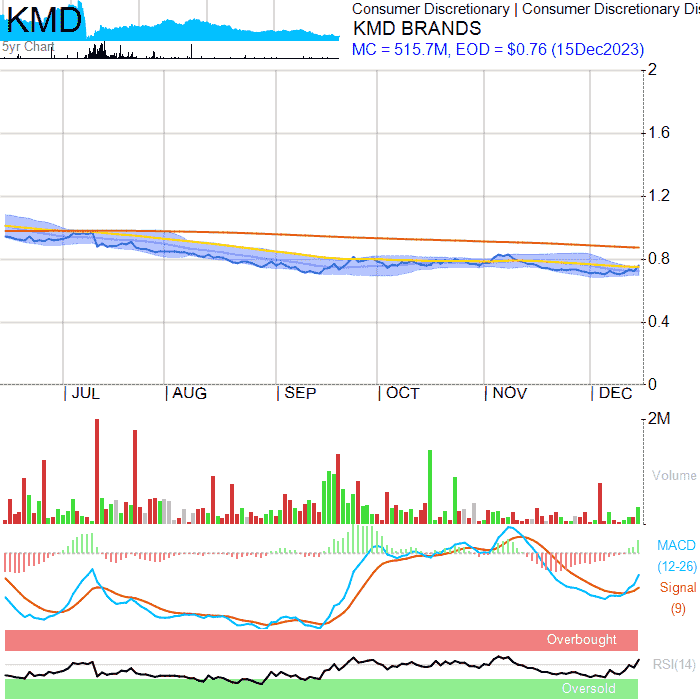 KMD
5yr Chart
Consumer Discretionary | Consumer Discretionary Dis
KMD BRANDS
MC = 515.7M, EOD = $0.76 (15Dec2023)
2
1.6
1.2
0.8
0.4
0
JUL AUG SEP OCT NOV DEC
2M
Volume
MACD
(12-26)
Signal
(9)
Overbought
RSI(14)
Oversold